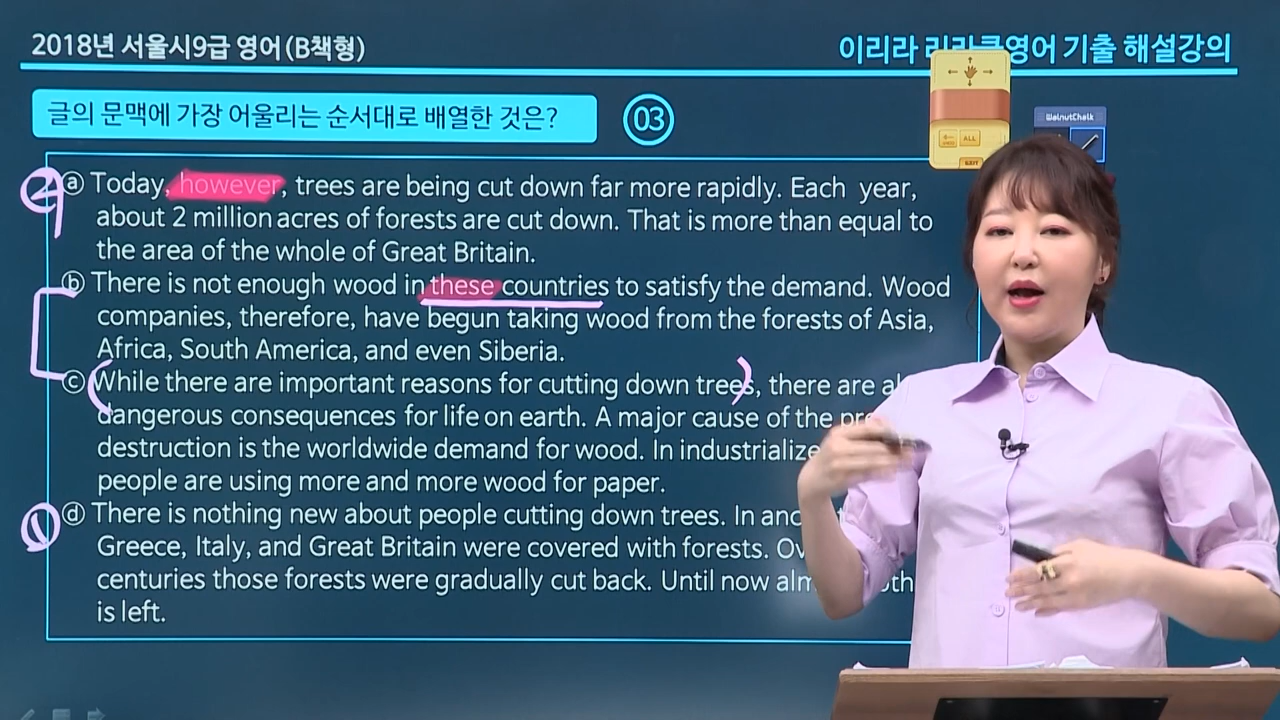 2018년 서울시9급 영어(B책형)
이리라 영어 기출 해설강의
글의 문맥에 가장 어울리는 순서대로 배열한 것은?
03
WalnutChalk
ALL
EXIT
② ⓐ Today, however, trees are being cut down far more rapidly. Each year,
about 2 million acres of forests are cut down. That is more than equal to
the area of the whole of Great Britain.
ⓑ There is not enough wood in these countries to satisfy the demand. Wood
companies, therefore, have begun taking wood from the forests of Asia,
Africa, South America, and even Siberia.
ⓒ While there are important reasons for cutting down trees, there are
dangerous consequences for life on earth. A major cause of the
destruction is the worldwide demand for wood. In
people are using more and more wood for paper.
① ⓓ There is nothing new about people cutting down trees. In
Greece, Italy, and Great Britain were covered with forests.
centuries those forests were gradually cut back. Until now
is left.